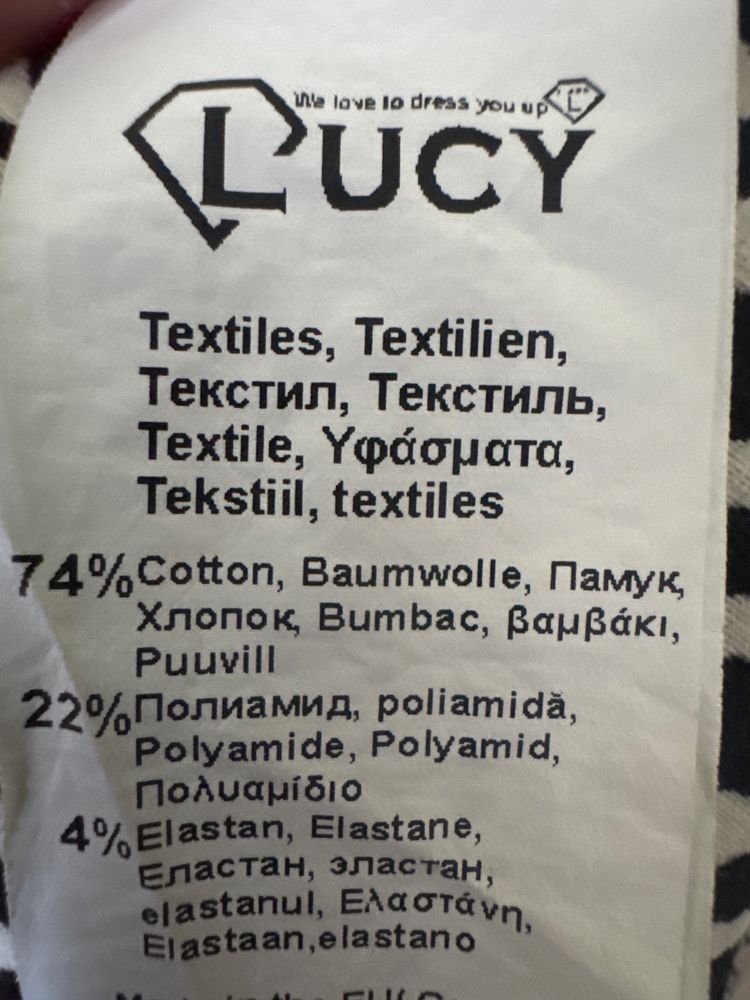 We love to dress you up L
LUCY
Textiles, Textilien,
Текстил, Текстиль,
Textile, Υφάσματα,
Tekstiil, textiles
74% Cotton, Baumwolle, Памук,
Хлопок, Bumbac, βαμβάκι,
Puuvill
22% Полиамид, poliamidă,
Polyamide, Polyamid,
Πολυαμίδιο
4% Elastan, Elastane,
Еластан, эластан,
elastanul, Ελαστάνη,
Elastaan,elastano